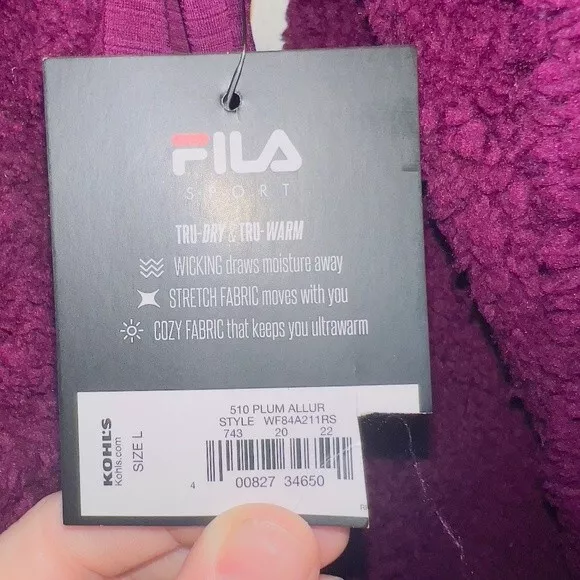 FILA
SPORT
TRU-DRY & TRU-WARM
WICKING draws moisture away
STRETCH FABRIC moves with you
COZY FABRIC that keeps you ultrawarm
510 PLUM ALLUR
STYLE WF84A211RS
743 20 22
4 00827 34650
KOHL'S
Kohls.com
SIZE L